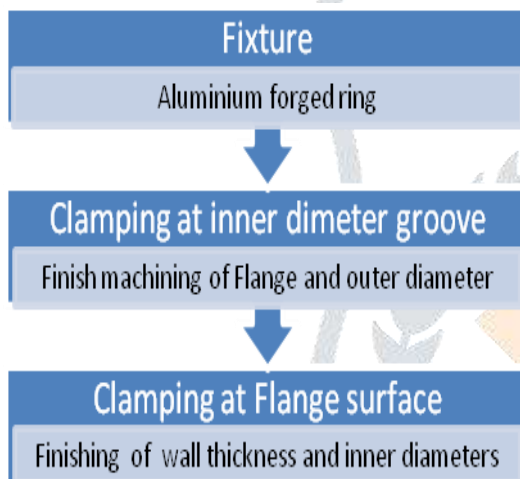 Fixture
Aluminium forged ring
Clamping at inner dimeter groove
Finish machining of Flange and outer diameter
Clamping at Flange surface
Finishing of wall thickness and inner diameters